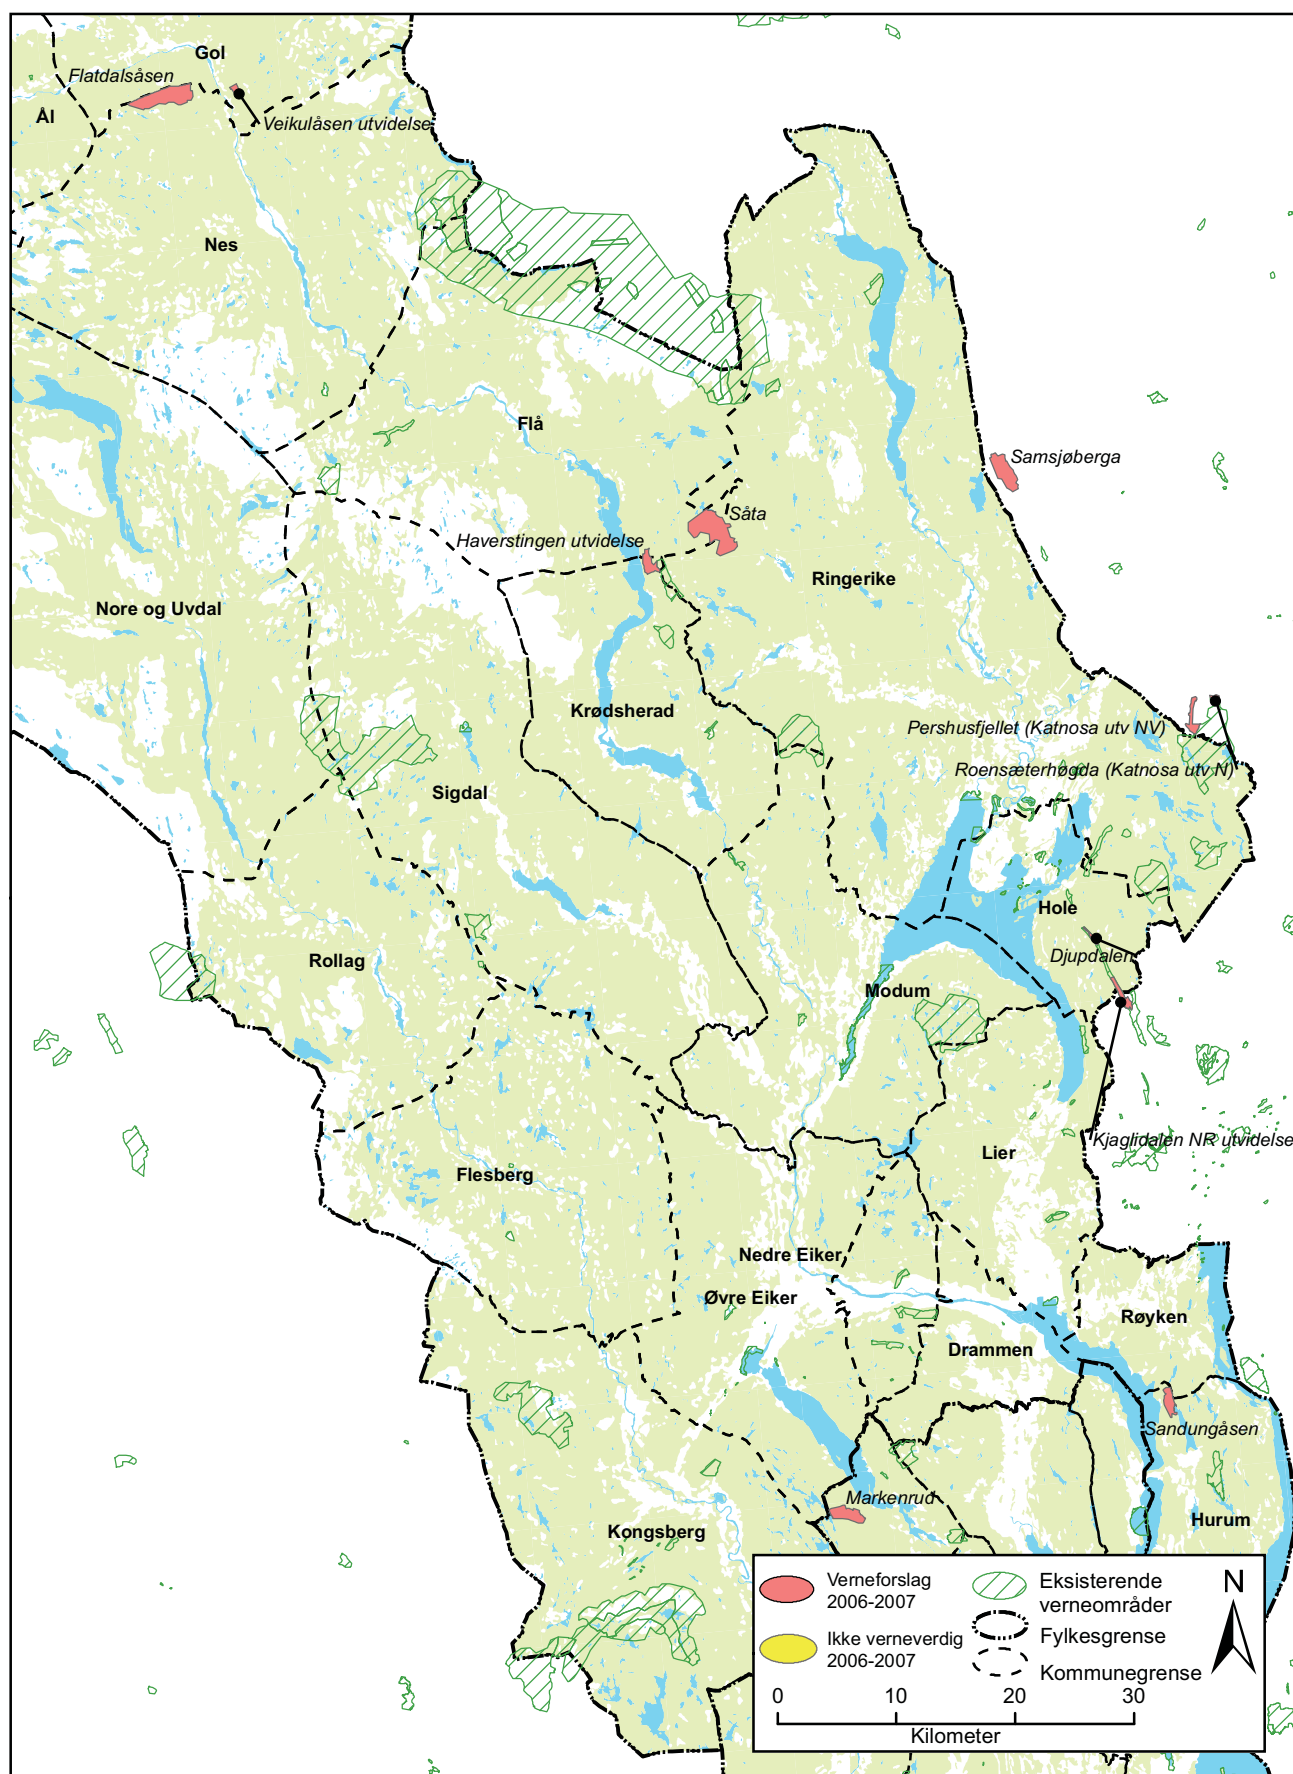 Gol
Flatdalsåsen
Ål
Veikulåsen utvidelse
Nes
Flå
Samsjøberga
Såta
Haverstingen utvidelse
Ringerike
Nore og Uvdal
Krødsherad
Pershusfjellet (Katnosa utv NV)
Roensæterhøgda (Katnosa utv N)
Sigdal
Hole
Djupdalen
Rollag
Modum
Kjaglidalen NR utvidelse
Lier
Flesberg
Nedre Eiker
Øvre Eiker
Røyken
Drammen
Sandungåsen
Markenrud
Hurum
Kongsberg
Verneforslag
2006-2007
Ikke verneverdig
2006-2007
Eksisterende
verneområder
Fylkesgrense
Kommunegrense
N
0 10 20 30
Kilometer